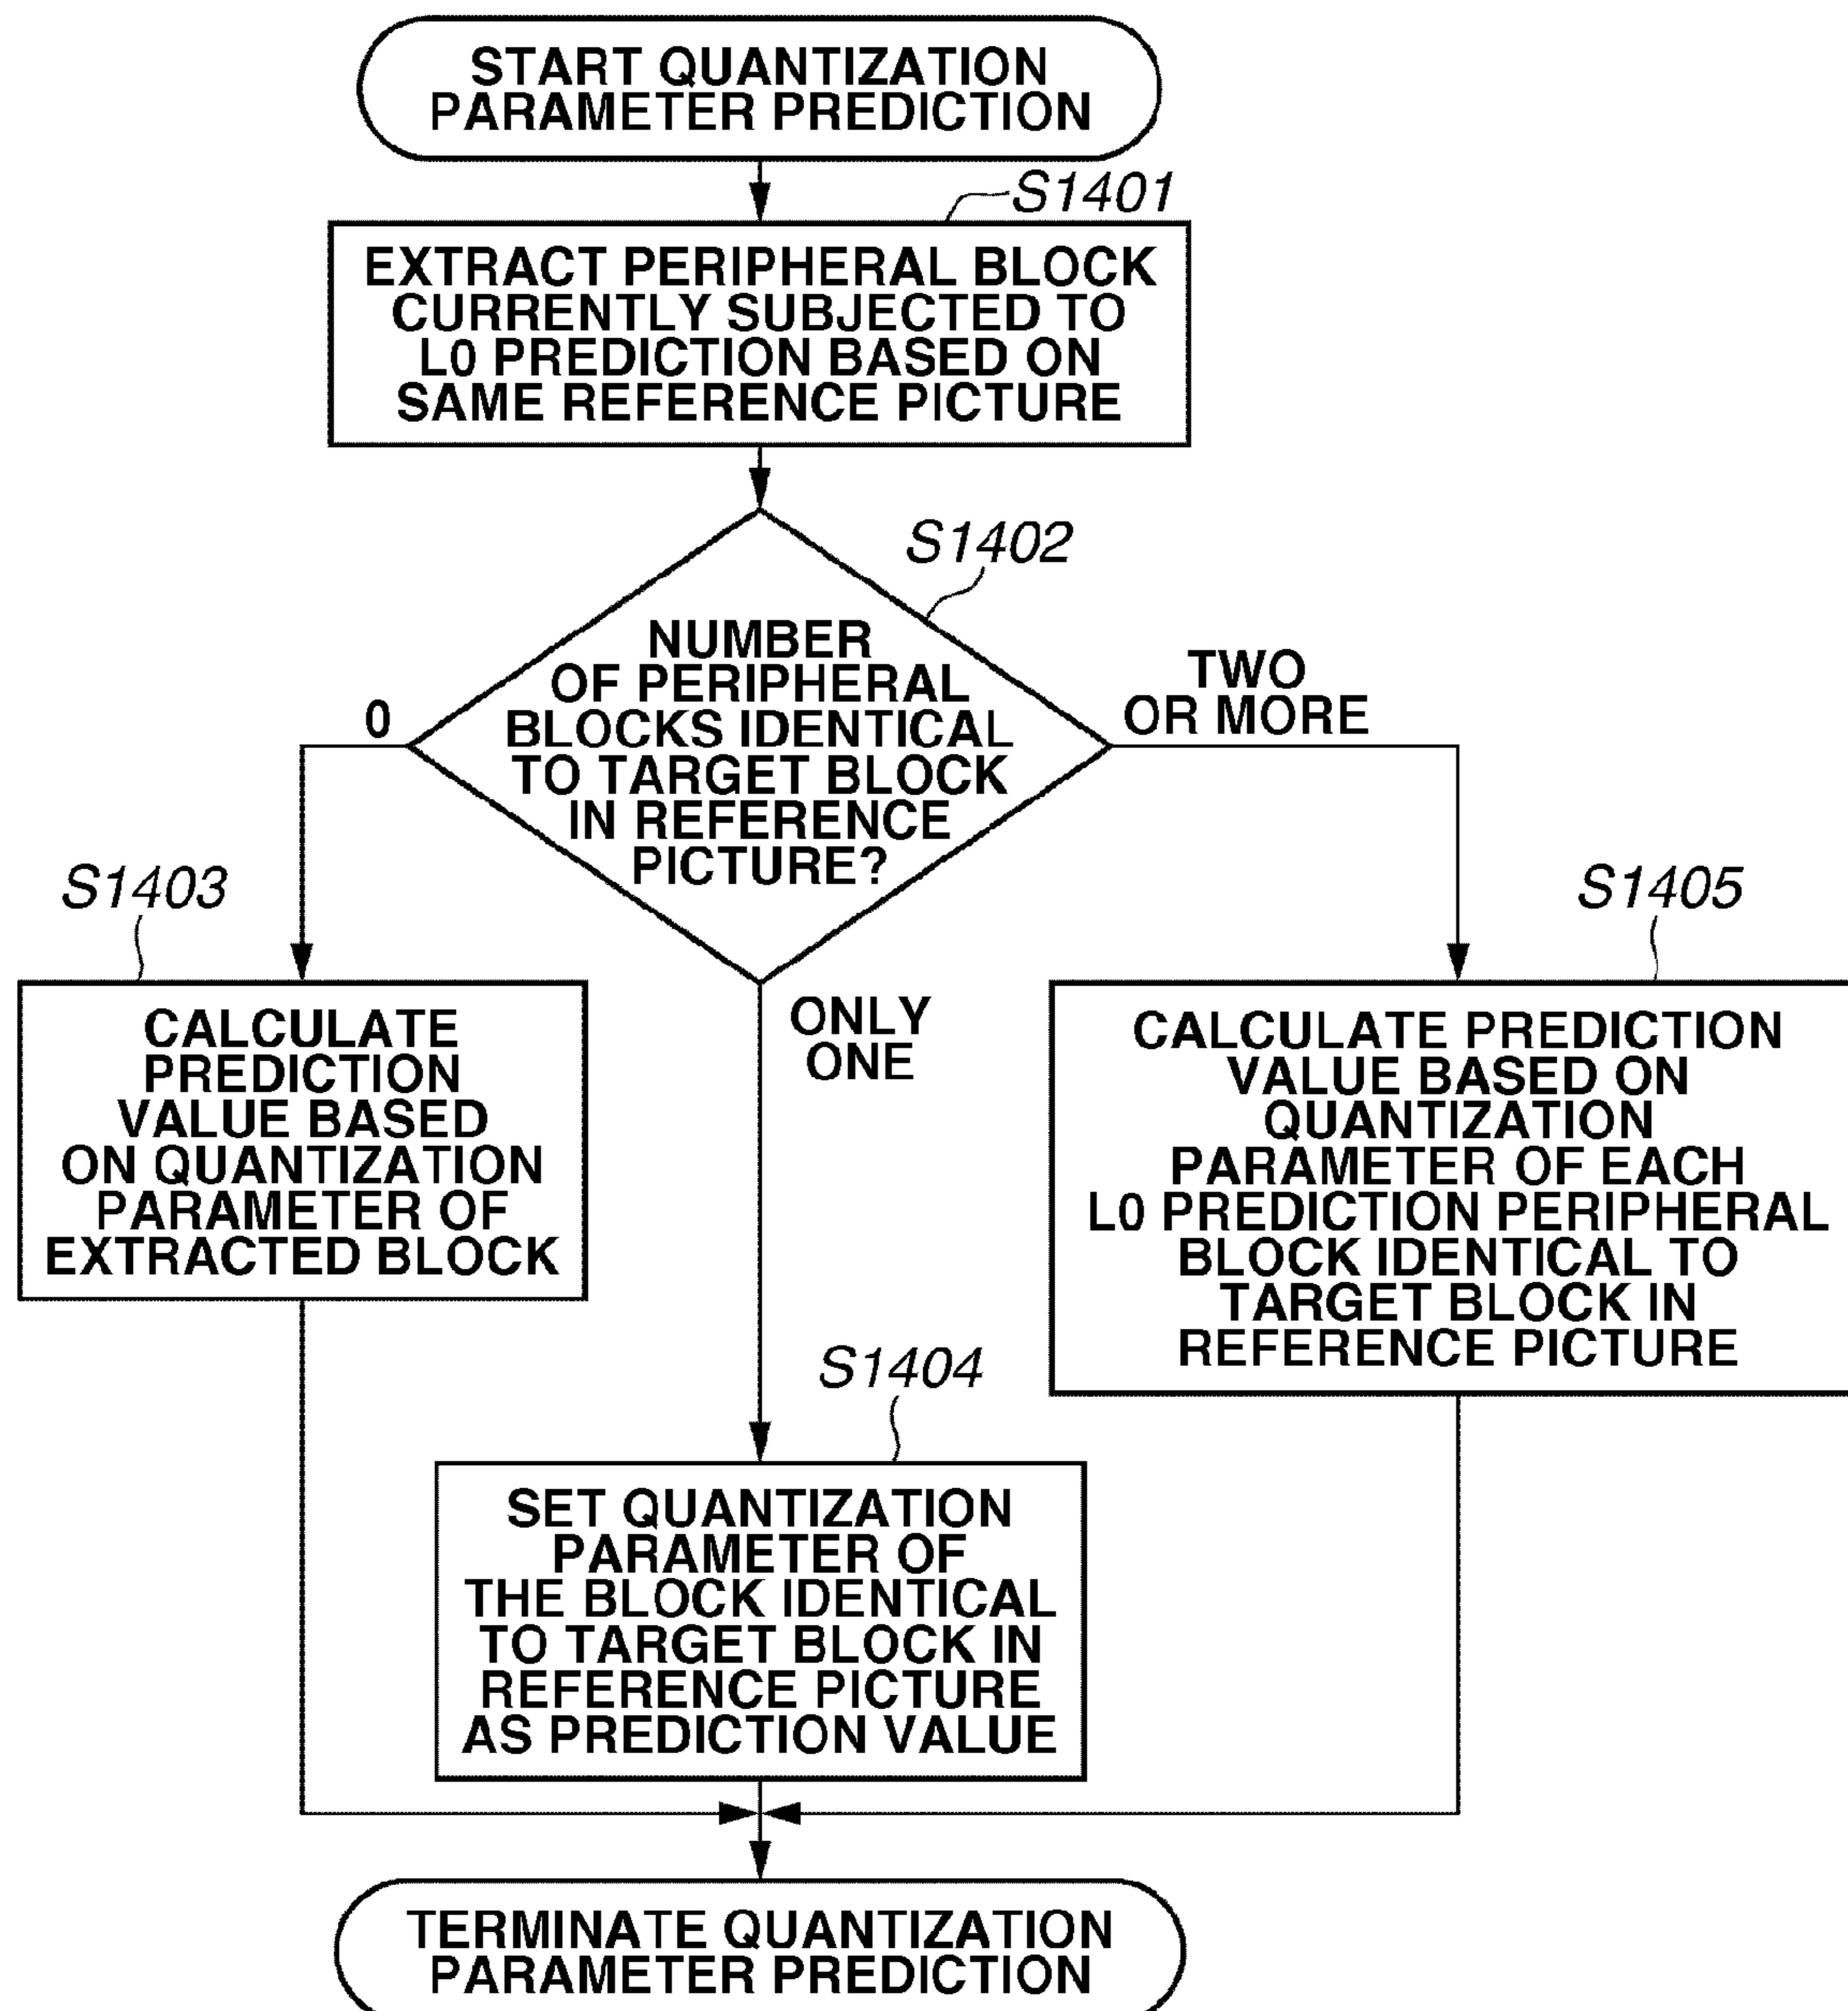 START QUANTIZATION
PARAMETER PREDICTION
S1401
EXTRACT PERIPHERAL BLOCK
CURRENTLY SUBJECTED TO
L0 PREDICTION BASED ON
SAME REFERENCE PICTURE
S1402
NUMBER
OF PERIPHERAL
BLOCKS IDENTICAL
TO TARGET BLOCK
IN REFERENCE
PICTURE?
0
TWO
OR MORE
ONLY
ONE
S1403
CALCULATE
PREDICTION
VALUE BASED
ON QUANTIZATION
PARAMETER OF
EXTRACTED BLOCK
S1405
CALCULATE PREDICTION
VALUE BASED ON
QUANTIZATION
PARAMETER OF EACH
L0 PREDICTION PERIPHERAL
BLOCK IDENTICAL TO
TARGET BLOCK IN
REFERENCE PICTURE
S1404
SET QUANTIZATION
PARAMETER OF
THE BLOCK IDENTICAL
TO TARGET BLOCK IN
REFERENCE PICTURE
AS PREDICTION VALUE
TERMINATE QUANTIZATION
PARAMETER PREDICTION